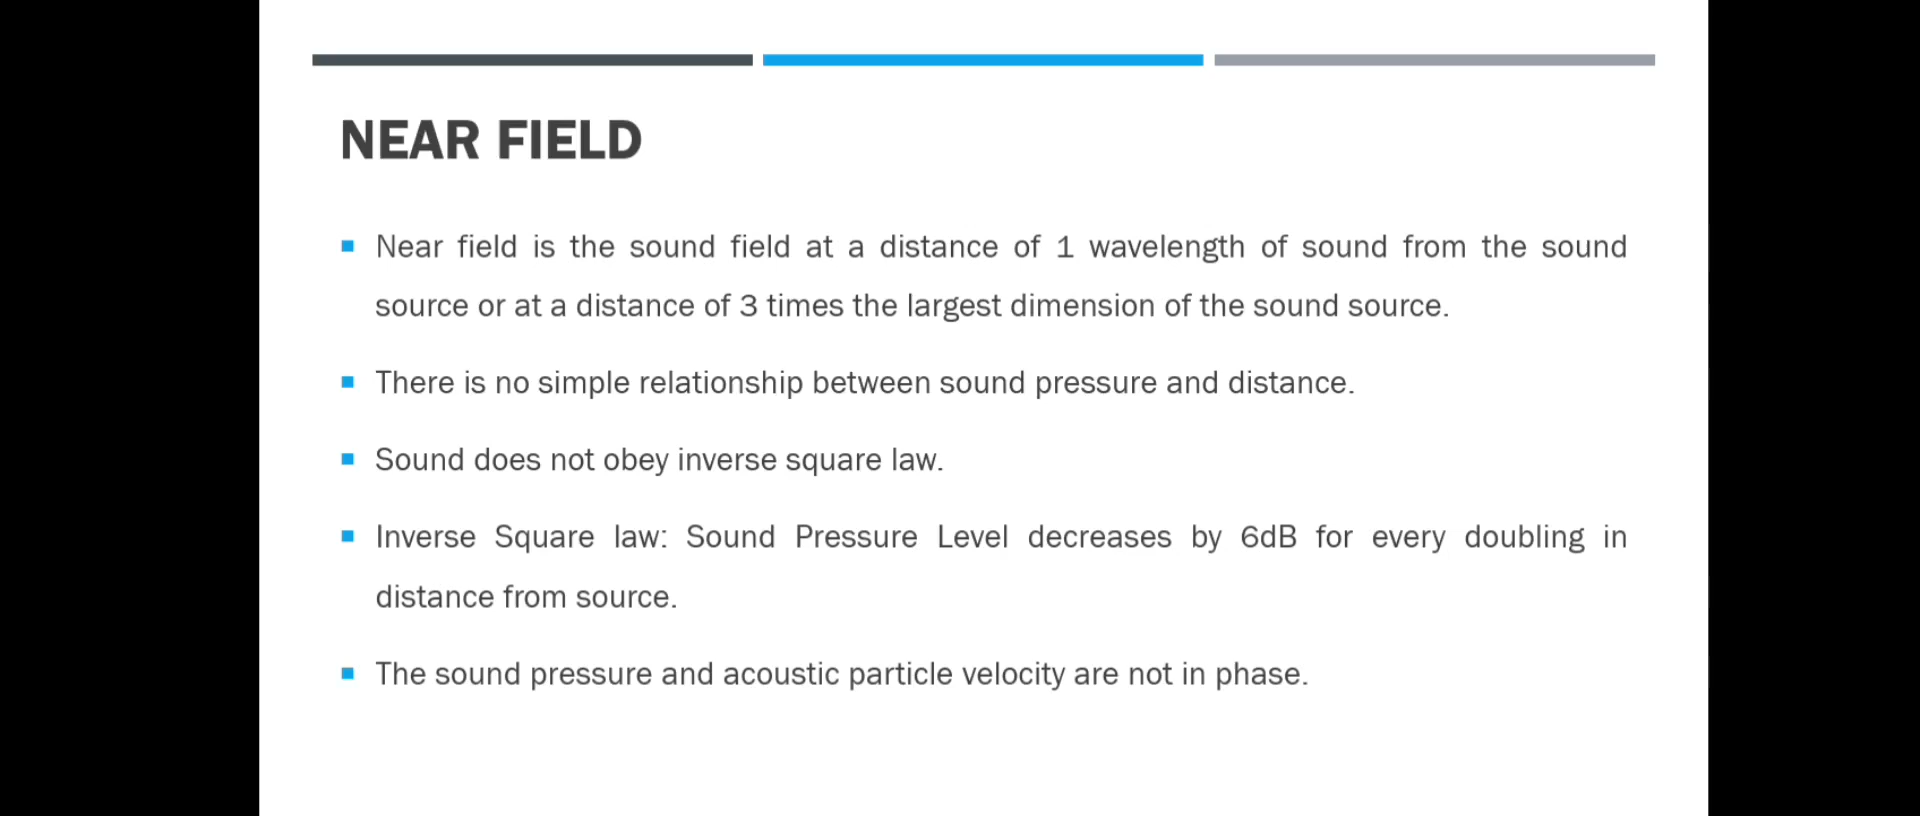 NEAR FIELD
Near field is the sound field at a distance of 1 wavelength of sound from the sound
source or at a distance of 3 times the largest dimension of the sound source.
There is no simple relationship between sound pressure and distance.
Sound does not obey inverse square law.
Inverse Square law: Sound Pressure Level decreases by 6dB for every doubling in
distance from source.
The sound pressure and acoustic particle velocity are not in phase.